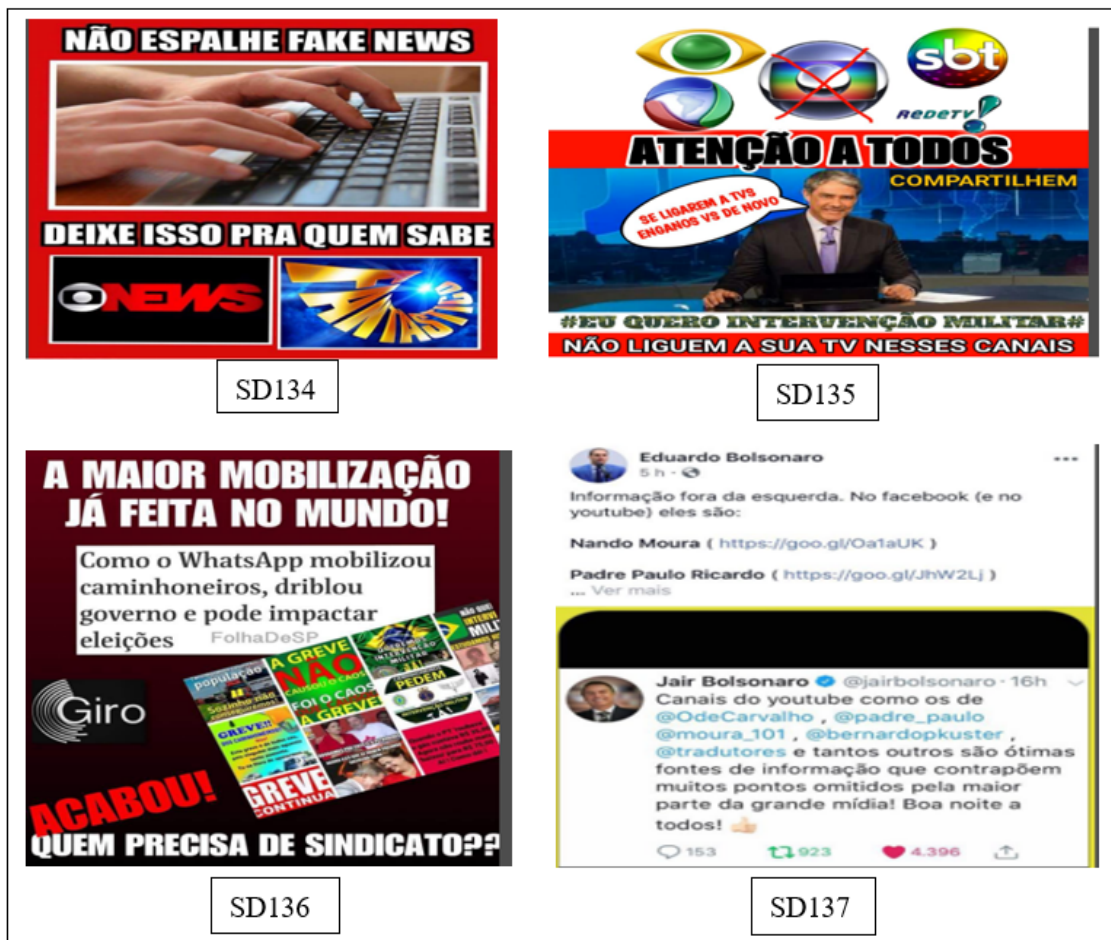 NÃO ESPALHE FAKE NEWS
DEIXE ISSO PRA QUEM SABE
NEWS
FANTÁSTICO
SD134
sbt
REDETV!
ATENÇÃO A TODOS
COMPARTILHEM
SE LIGAREM A TVS
ENGANOS VS DE NOVO
#EU QUERO INTERVENÇÃO MILITAR#
NÃO LIGUEM A SUA TV NESSES CANAIS
SD135
A MAIOR MOBILIZAÇÃO
JÁ FEITA NO MUNDO!
Como o WhatsApp mobilizou
caminhoneiros, driblou
governo e pode impactar
eleições FolhaDeSP
Giro
população
Sozinho não
GREVE!!
A GREVE
NÃO
CAUSOU O CAOS
FOI O CAOS
A GREVE
GREVE
CONTINUA
INTERVENÇÃO
MILITAR
PEDEM
ACABOU!
QUEM PRECISA DE SINDICATO??
SD136
Eduardo Bolsonaro
5 h
Informação fora da esquerda. No facebook (e no
youtube) eles são:
Nando Moura ( https://goo.gl/Oa1aUK )
Padre Paulo Ricardo ( https://goo.gl/JhW2Lj )
... Ver mais
Jair Bolsonaro @jairbolsonaro · 16h
Canais do youtube como os de
@OdeCarvalho , @padre_paulo
@moura_101 , @bernardopkuster ,
@tradutores e tantos outros são ótimas
fontes de informação que contrapõem
muitos pontos omitidos pela maior
parte da grande mídia! Boa noite a
todos! 👍🏻
153 923 4.396
SD137